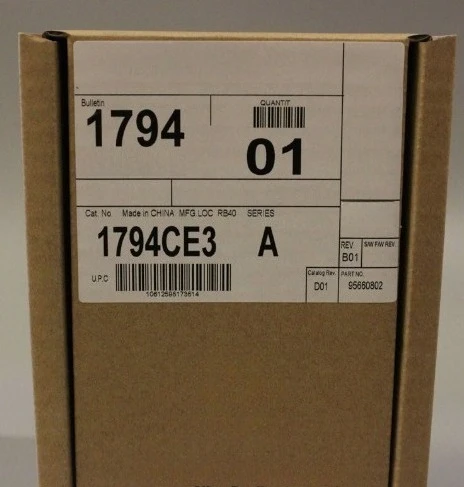 Bulletin
QUANTIT
1794
01
Cat. No. Made in CHINA MFG.LOC RB40 SERIES
1794CE3 A
REV. S/W F/W REV.
B01
U.P.C
10612598173614
Catalog Rev. PART NO.
D01 95660802